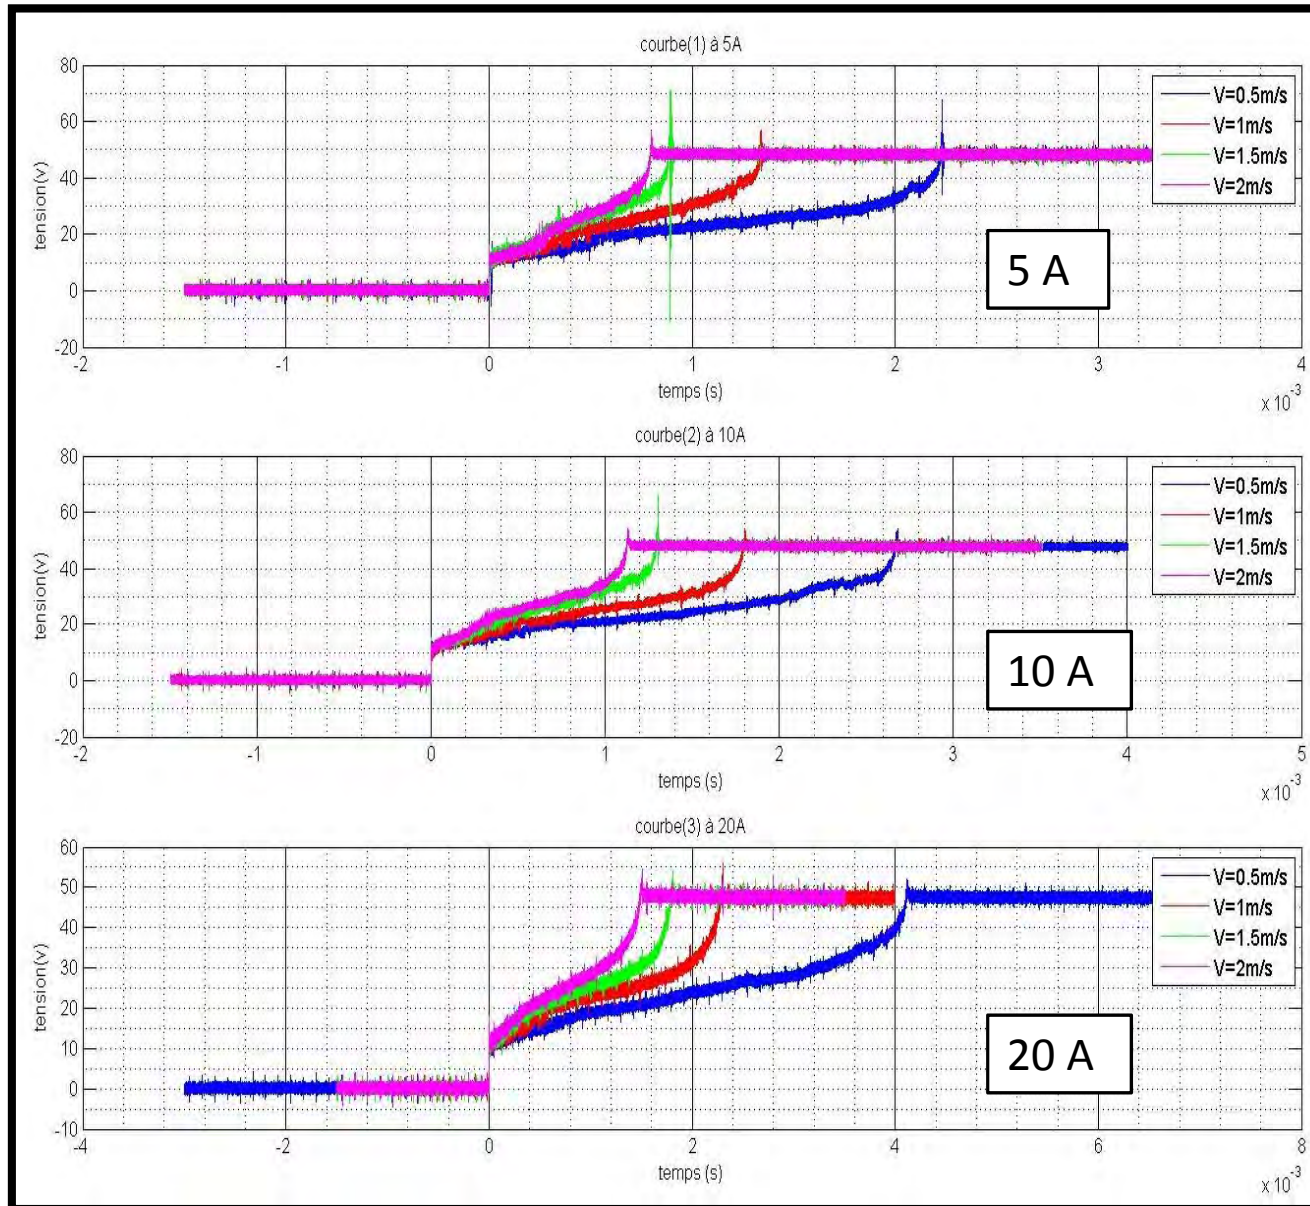 courbe(1) à 5A
80
60
40
20
0
-20
tension(v)
V=0.5m/s
V=1m/s
V=1.5m/s
V=2m/s
5 A
-2 -1 0 1 2 3 4
temps (s)
x 10-3
courbe(2) à 10A
80
60
40
20
0
-20
tension(v)
V=0.5m/s
V=1m/s
V=1.5m/s
V=2m/s
10 A
-2 -1 0 1 2 3 4 5
temps (s)
x 10-3
courbe(3) à 20A
60
50
40
30
20
10
0
-10
tension(v)
V=0.5m/s
V=1m/s
V=1.5m/s
V=2m/s
20 A
-4 -2 0 2 4 6 8
temps (s)
x 10-3